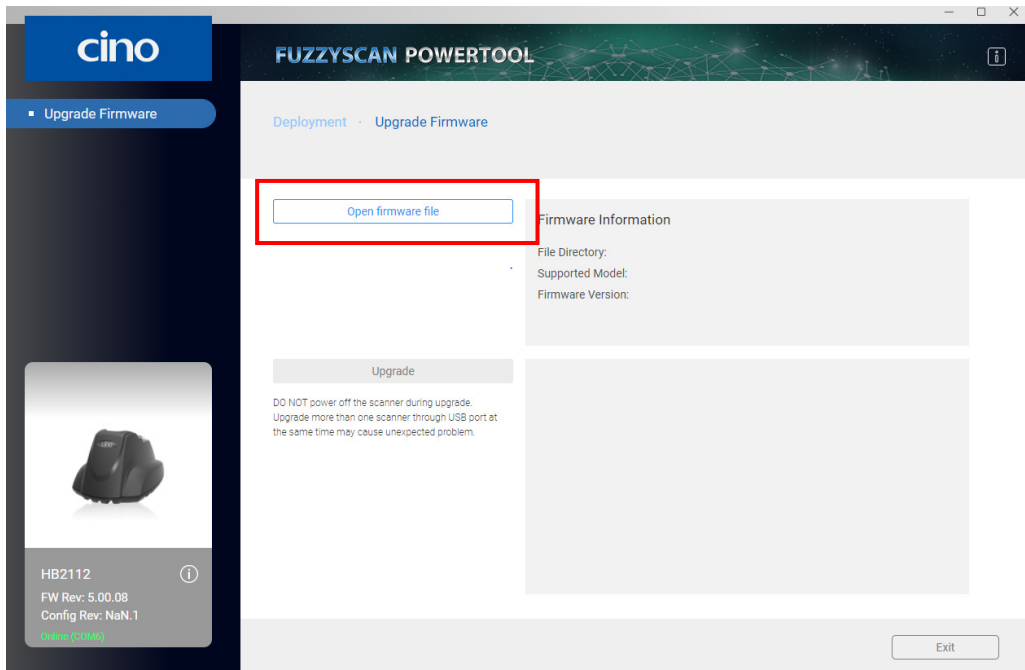 cino
FUZZYSCAN POWERTOOL
Upgrade Firmware
Deployment · Upgrade Firmware
Open firmware file
Firmware Information
File Directory:
Supported Model:
Firmware Version:
Upgrade
DO NOT power off the scanner during upgrade.
Upgrade more than one scanner through USB port at
the same time may cause unexpected problem.
cino
HB2112
FW Rev: 5.00.08
Config Rev: NaN.1
Online (COM6)
Exit